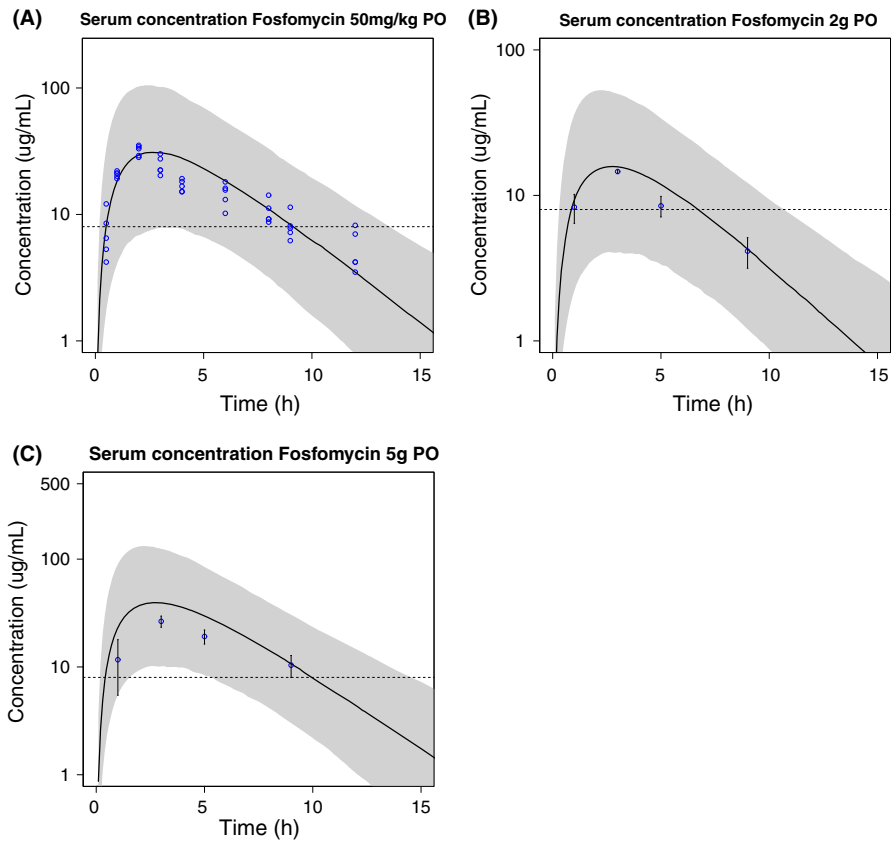 (A) Serum concentration Fosfomycin 50mg/kg PO
Concentration (ug/mL)
100
10
1
0 5 10 15
Time (h)
(B) Serum concentration Fosfomycin 2g PO
Concentration (ug/mL)
100
10
1
0 5 10 15
Time (h)
(C) Serum concentration Fosfomycin 5g PO
Concentration (ug/mL)
500
100
10
1
0 5 10 15
Time (h)